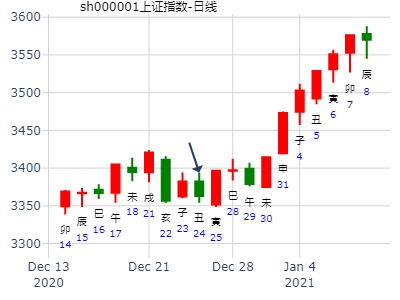 sh000001上证指数-日线
3600
3550
3500
3450
3400
3350
3300
卯 14
辰 15
巳 16
午 17
未 18
戌 21
亥 22
子 23
丑 24
寅 25
巳 28
午 29
未 30
申 31
子 4
丑 5
寅 6
卯 7
辰 8
Dec 13
2020
Dec 21
Dec 28
Jan 4
2021